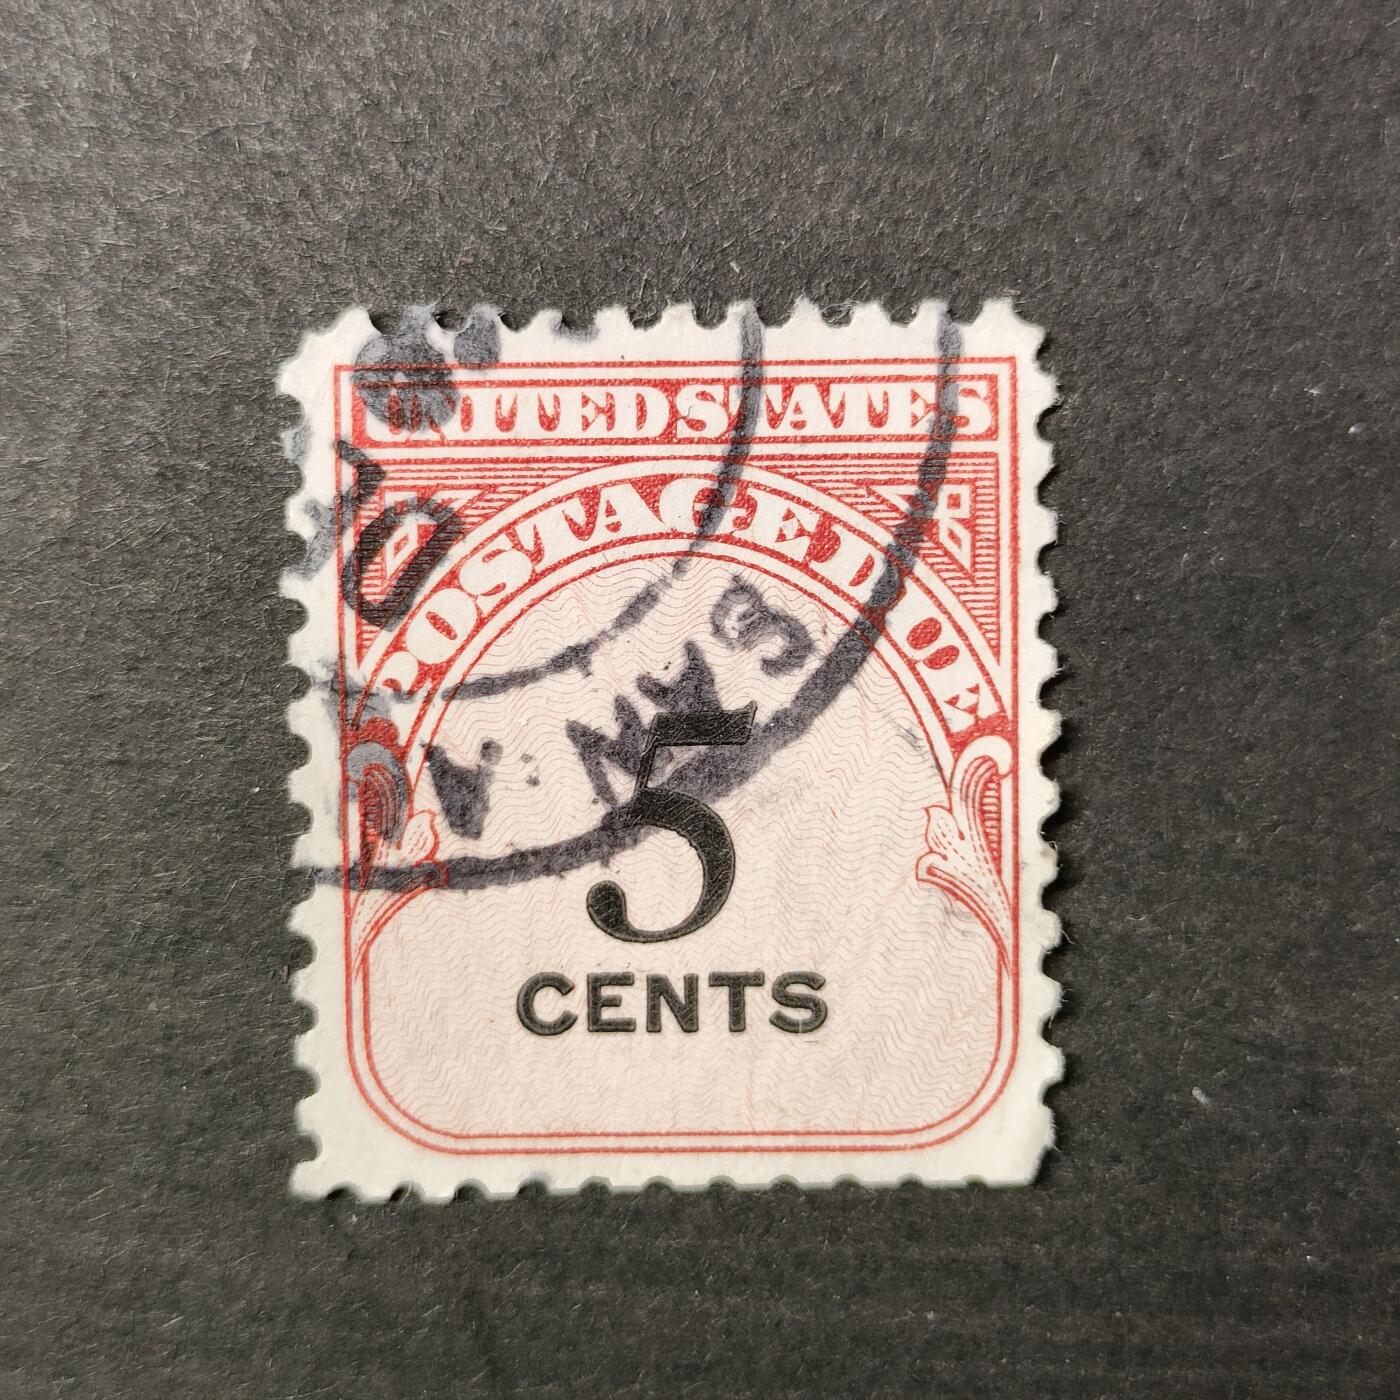 UNITED STATES
POSTAGE DUE
5
CENTS